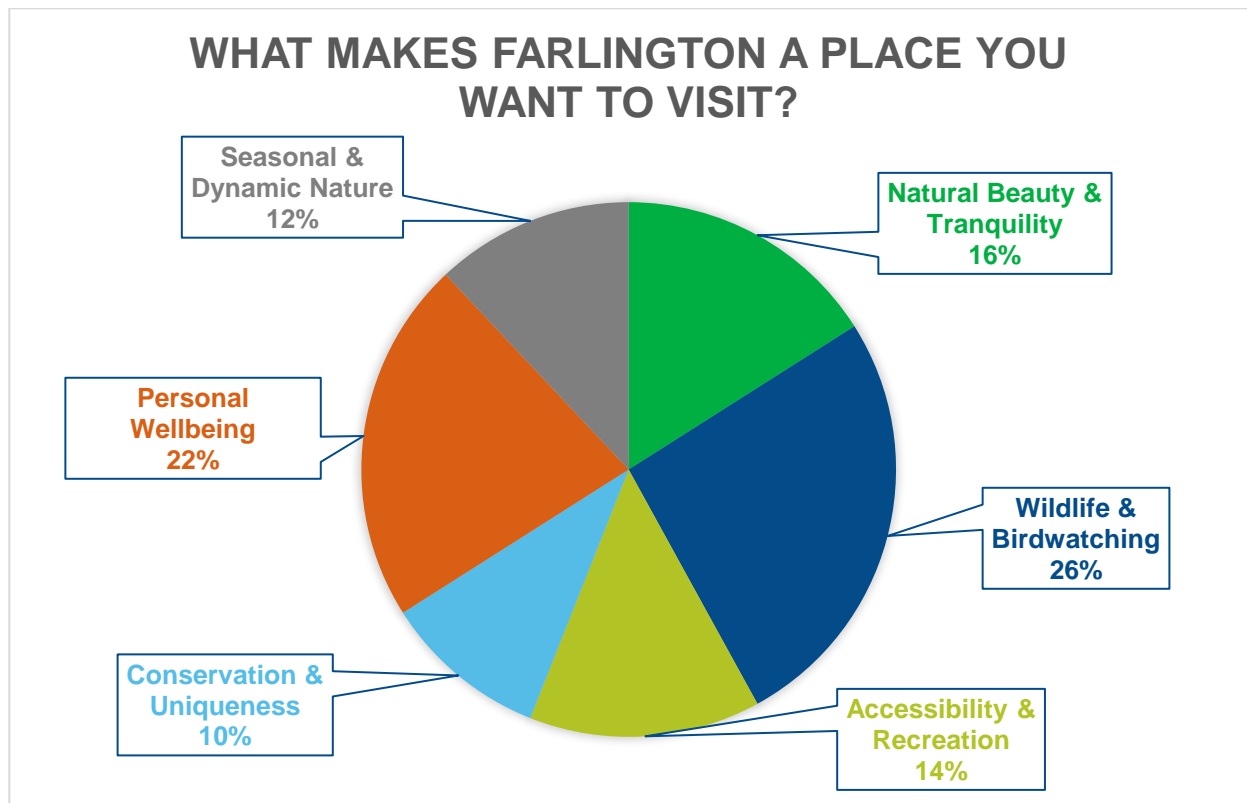 WHAT MAKES FARLINGTON A PLACE YOU
WANT TO VISIT?
Seasonal &
Dynamic Nature
12%
Natural Beauty &
Tranquility
16%
Personal
Wellbeing
22%
Wildlife &
Birdwatching
26%
Conservation &
Uniqueness
10%
Accessibility &
Recreation
14%